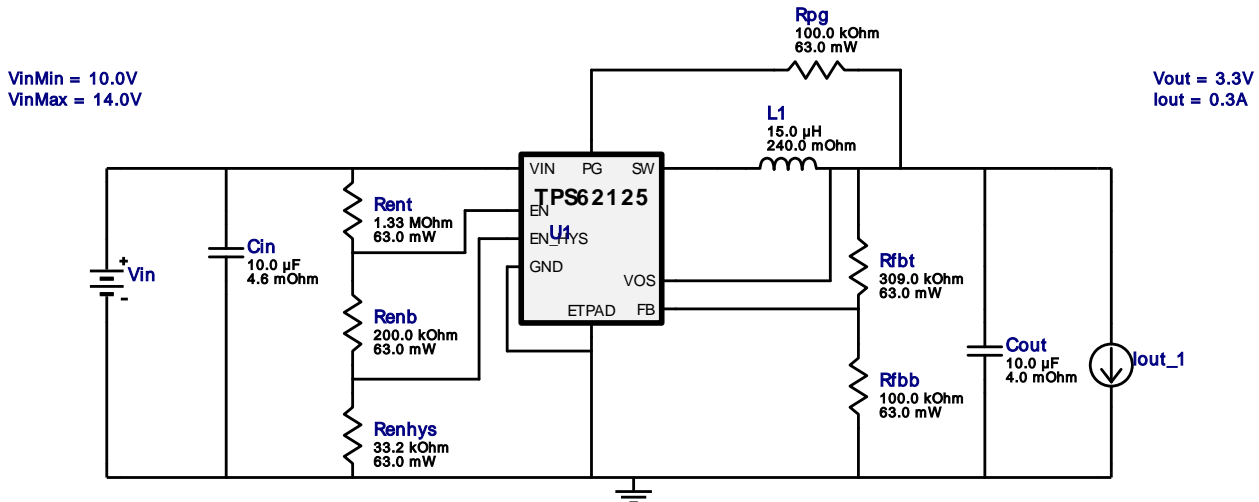 Rpg
100.0 kOhm
63.0 mW
VinMin = 10.0V
VinMax = 14.0V
Vout = 3.3V
Iout = 0.3A
L1
15.0 µH
240.0 mOhm
VIN PG SW
TPS62125
EN
U1
EN_HYS
GND
VOS
ETPAD FB
Rent
1.33 MOhm
63.0 mW
Cin
10.0 µF
4.6 mOhm
+
Vin
-
Rfbt
309.0 kOhm
63.0 mW
Renb
200.0 kOhm
63.0 mW
Cout
10.0 µF
4.0 mOhm
Iout_1
Rfbb
100.0 kOhm
63.0 mW
Renhys
33.2 kOhm
63.0 mW